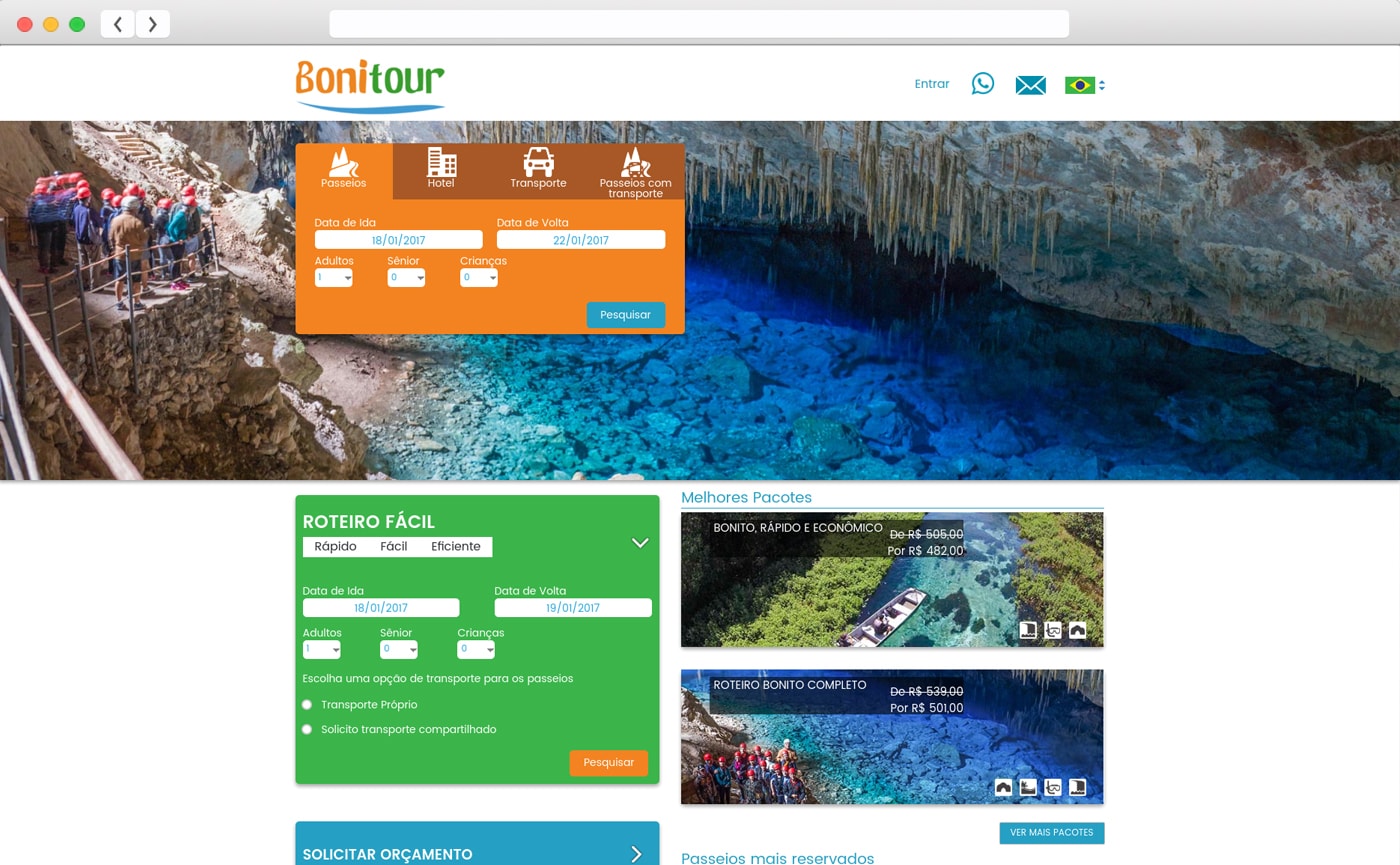 Bonitour
Entrar
Passeios
Hotel
Transporte
Passeios com
transporte
Data de Ida
Data de Volta
18/01/2017
22/01/2017
Adultos
Sênior
Crianças
1
0
0
Pesquisar
ROTEIRO FÁCIL
Rápido Fácil Eficiente
Data de Ida
Data de Volta
18/01/2017
19/01/2017
Adultos
Sênior
Crianças
1
0
0
Escolha uma opção de transporte para os passeios
Transporte Próprio
Solicito transporte compartilhado
Pesquisar
SOLICITAR ORÇAMENTO
Melhores Pacotes
BONITO, RÁPIDO E ECONÔMICO
De R$ 505,00
Por R$ 482,00
ROTEIRO BONITO COMPLETO
De R$ 539,00
Por R$ 501,00
VER MAIS PACOTES
Passeios mais reservados